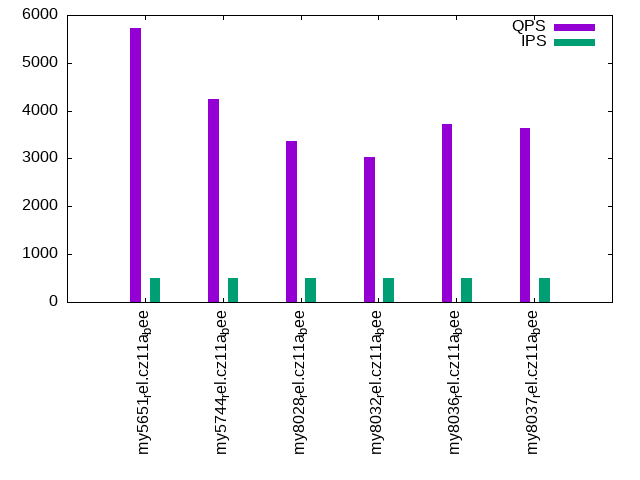 6000
5000
4000
3000
2000
1000
0
QPS
IPS
my5651rel.cz11abee
my5744rel.cz11abee
my8028rel.cz11abee
my8032rel.cz11abee
my8036rel.cz11abee
my8037rel.cz11abee